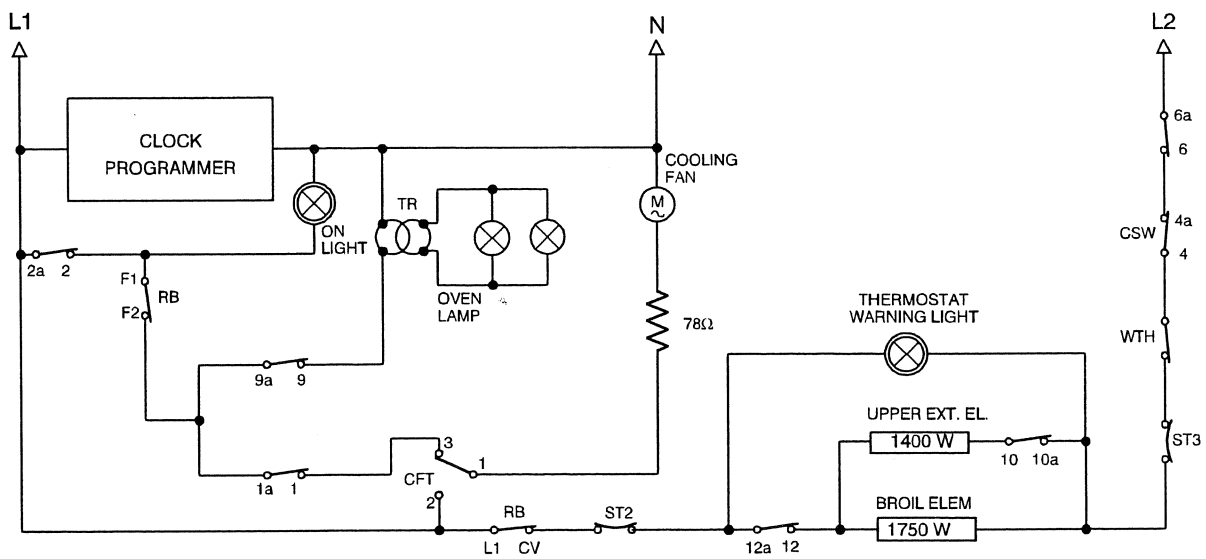 L1
N
L2
CLOCK
PROGRAMMER
6a
6
COOLING
FAN
M
~
TR
ON
LIGHT
4a
CSW
4
2a 2
F1
RB
F2
OVEN
LAMP
78Ω
THERMOSTAT
WARNING LIGHT
WTH
9a 9
UPPER EXT. EL.
1400 W
10 10a
ST3
3
1
CFT
1a 1
2
BROIL ELEM
1750 W
RB
ST2
L1 CV
12a 12